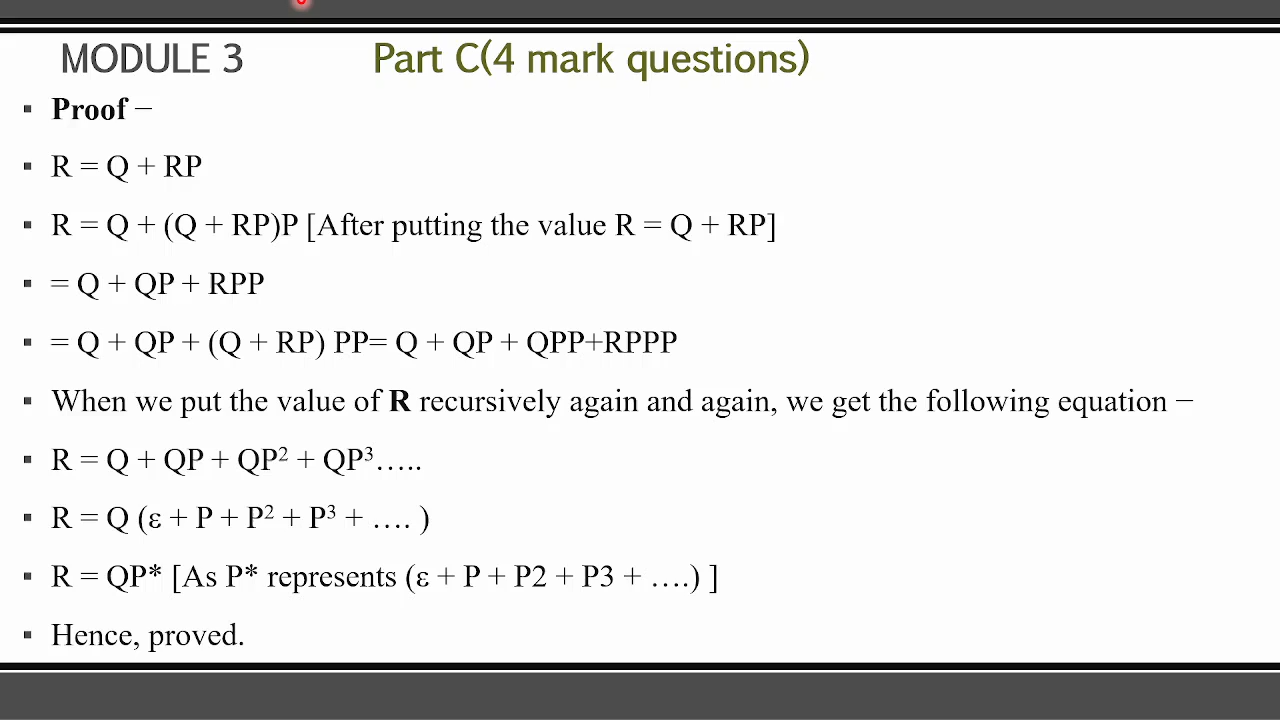 MODULE 3 Part C(4 mark questions)
▪ Proof −
▪ R = Q + RP
▪ R = Q + (Q + RP)P [After putting the value R = Q + RP]
▪ = Q + QP + RPP
▪ = Q + QP + (Q + RP) PP= Q + QP + QPP+RPPP
▪ When we put the value of R recursively again and again, we get the following equation −
▪ R = Q + QP + QP² + QP³…..
▪ R = Q (ε + P + P² + P³ + …. )
▪ R = QP* [As P* represents (ε + P + P2 + P3 + ….) ]
▪ Hence, proved.